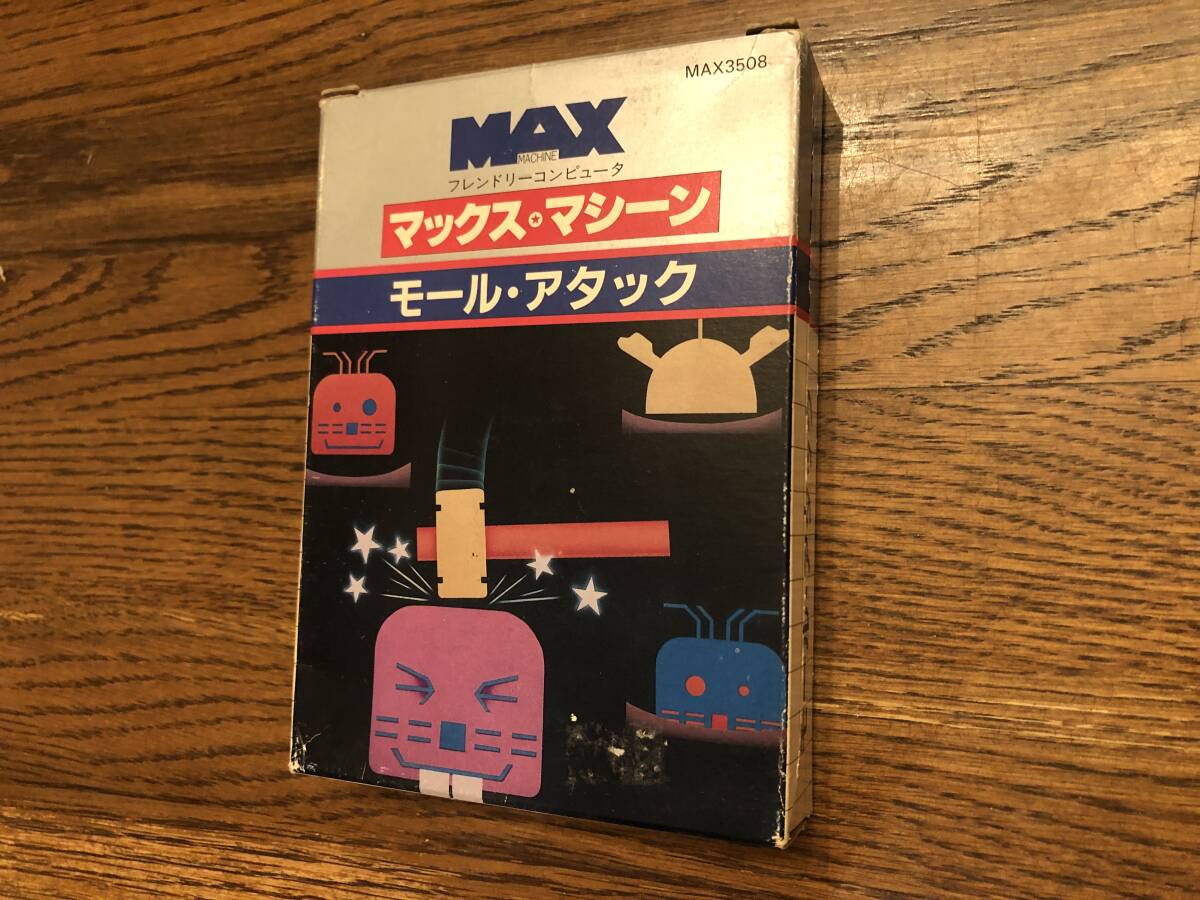 MAX3508
MAX
MACHINE
フレンドリーコンピュータ
マックス・マシーン
モール・アタック